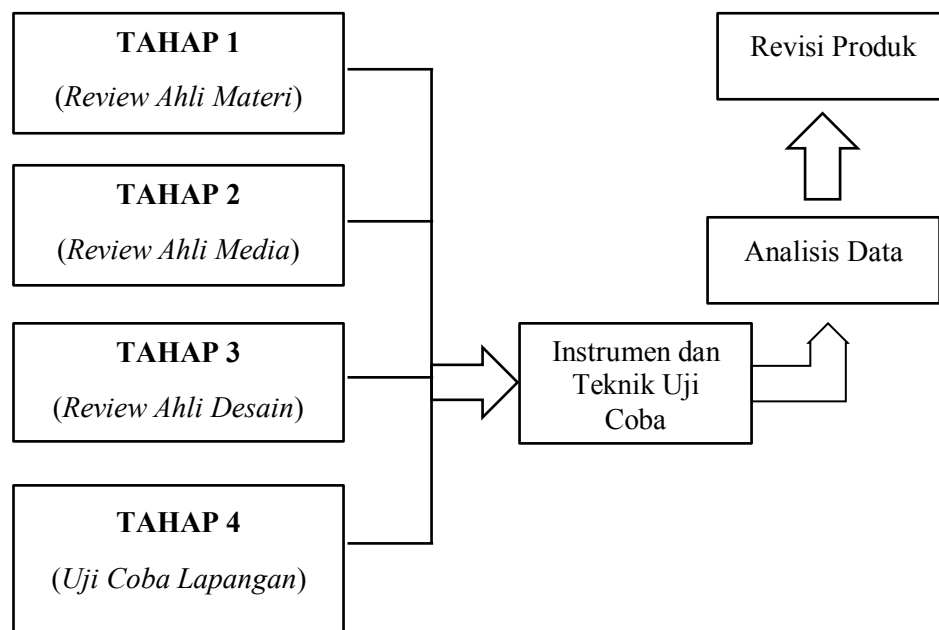 TAHAP 1
(Review Ahli Materi)
TAHAP 2
(Review Ahli Media)
TAHAP 3
(Review Ahli Desain)
TAHAP 4
(Uji Coba Lapangan)
Instrumen dan
Teknik Uji
Coba
Analisis Data
Revisi Produk